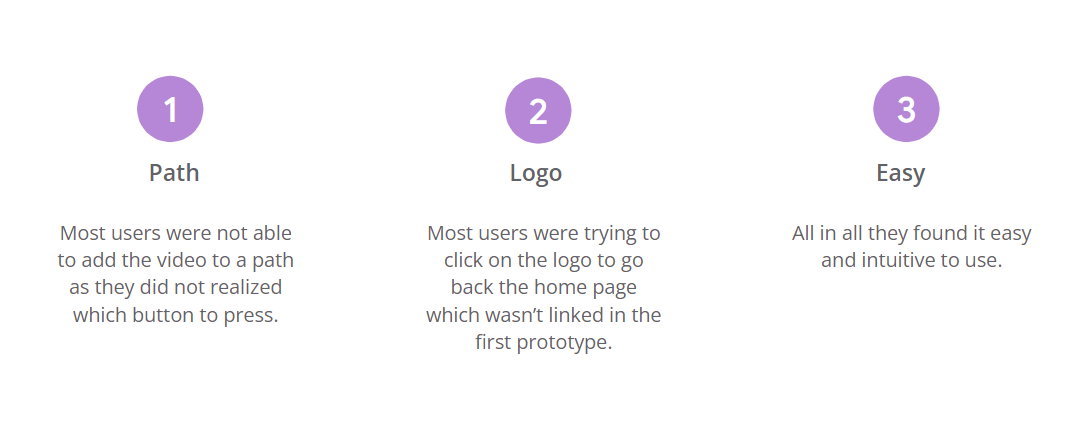 1
Path
Most users were not able
to add the video to a path
as they did not realized
which button to press.
2
Logo
Most users were trying to
click on the logo to go
back the home page
which wasn’t linked in the
first prototype.
3
Easy
All in all they found it easy
and intuitive to use.